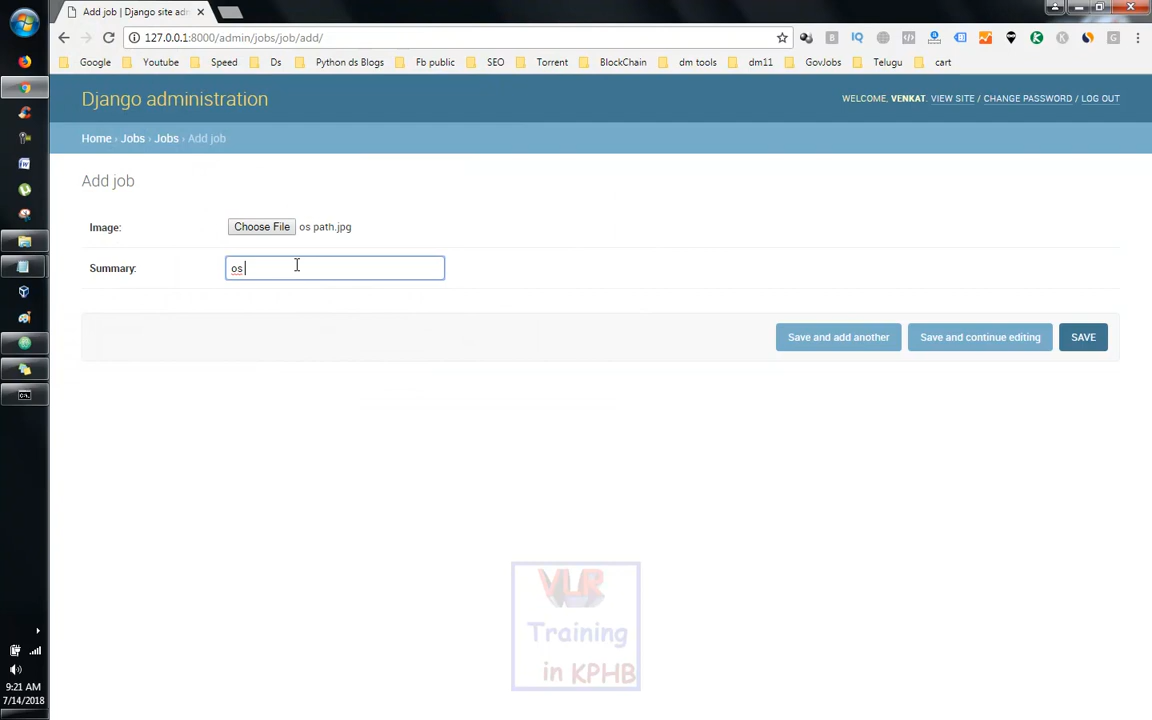 Add job | Django site adm
127.0.0.1:8000/admin/jobs/job/add/
Google Youtube Speed Ds Python ds Blogs Fb public SEO Torrent BlockChain dm tools dm11 GovJobs Telugu cart
Django administration
WELCOME, VENKAT. VIEW SITE / CHANGE PASSWORD / LOG OUT
Home › Jobs › Jobs › Add job
Add job
Image: Choose File os path.jpg
Summary: os
Save and add another Save and continue editing SAVE
VLR
Training
in KPHB
9:21 AM
7/14/2018